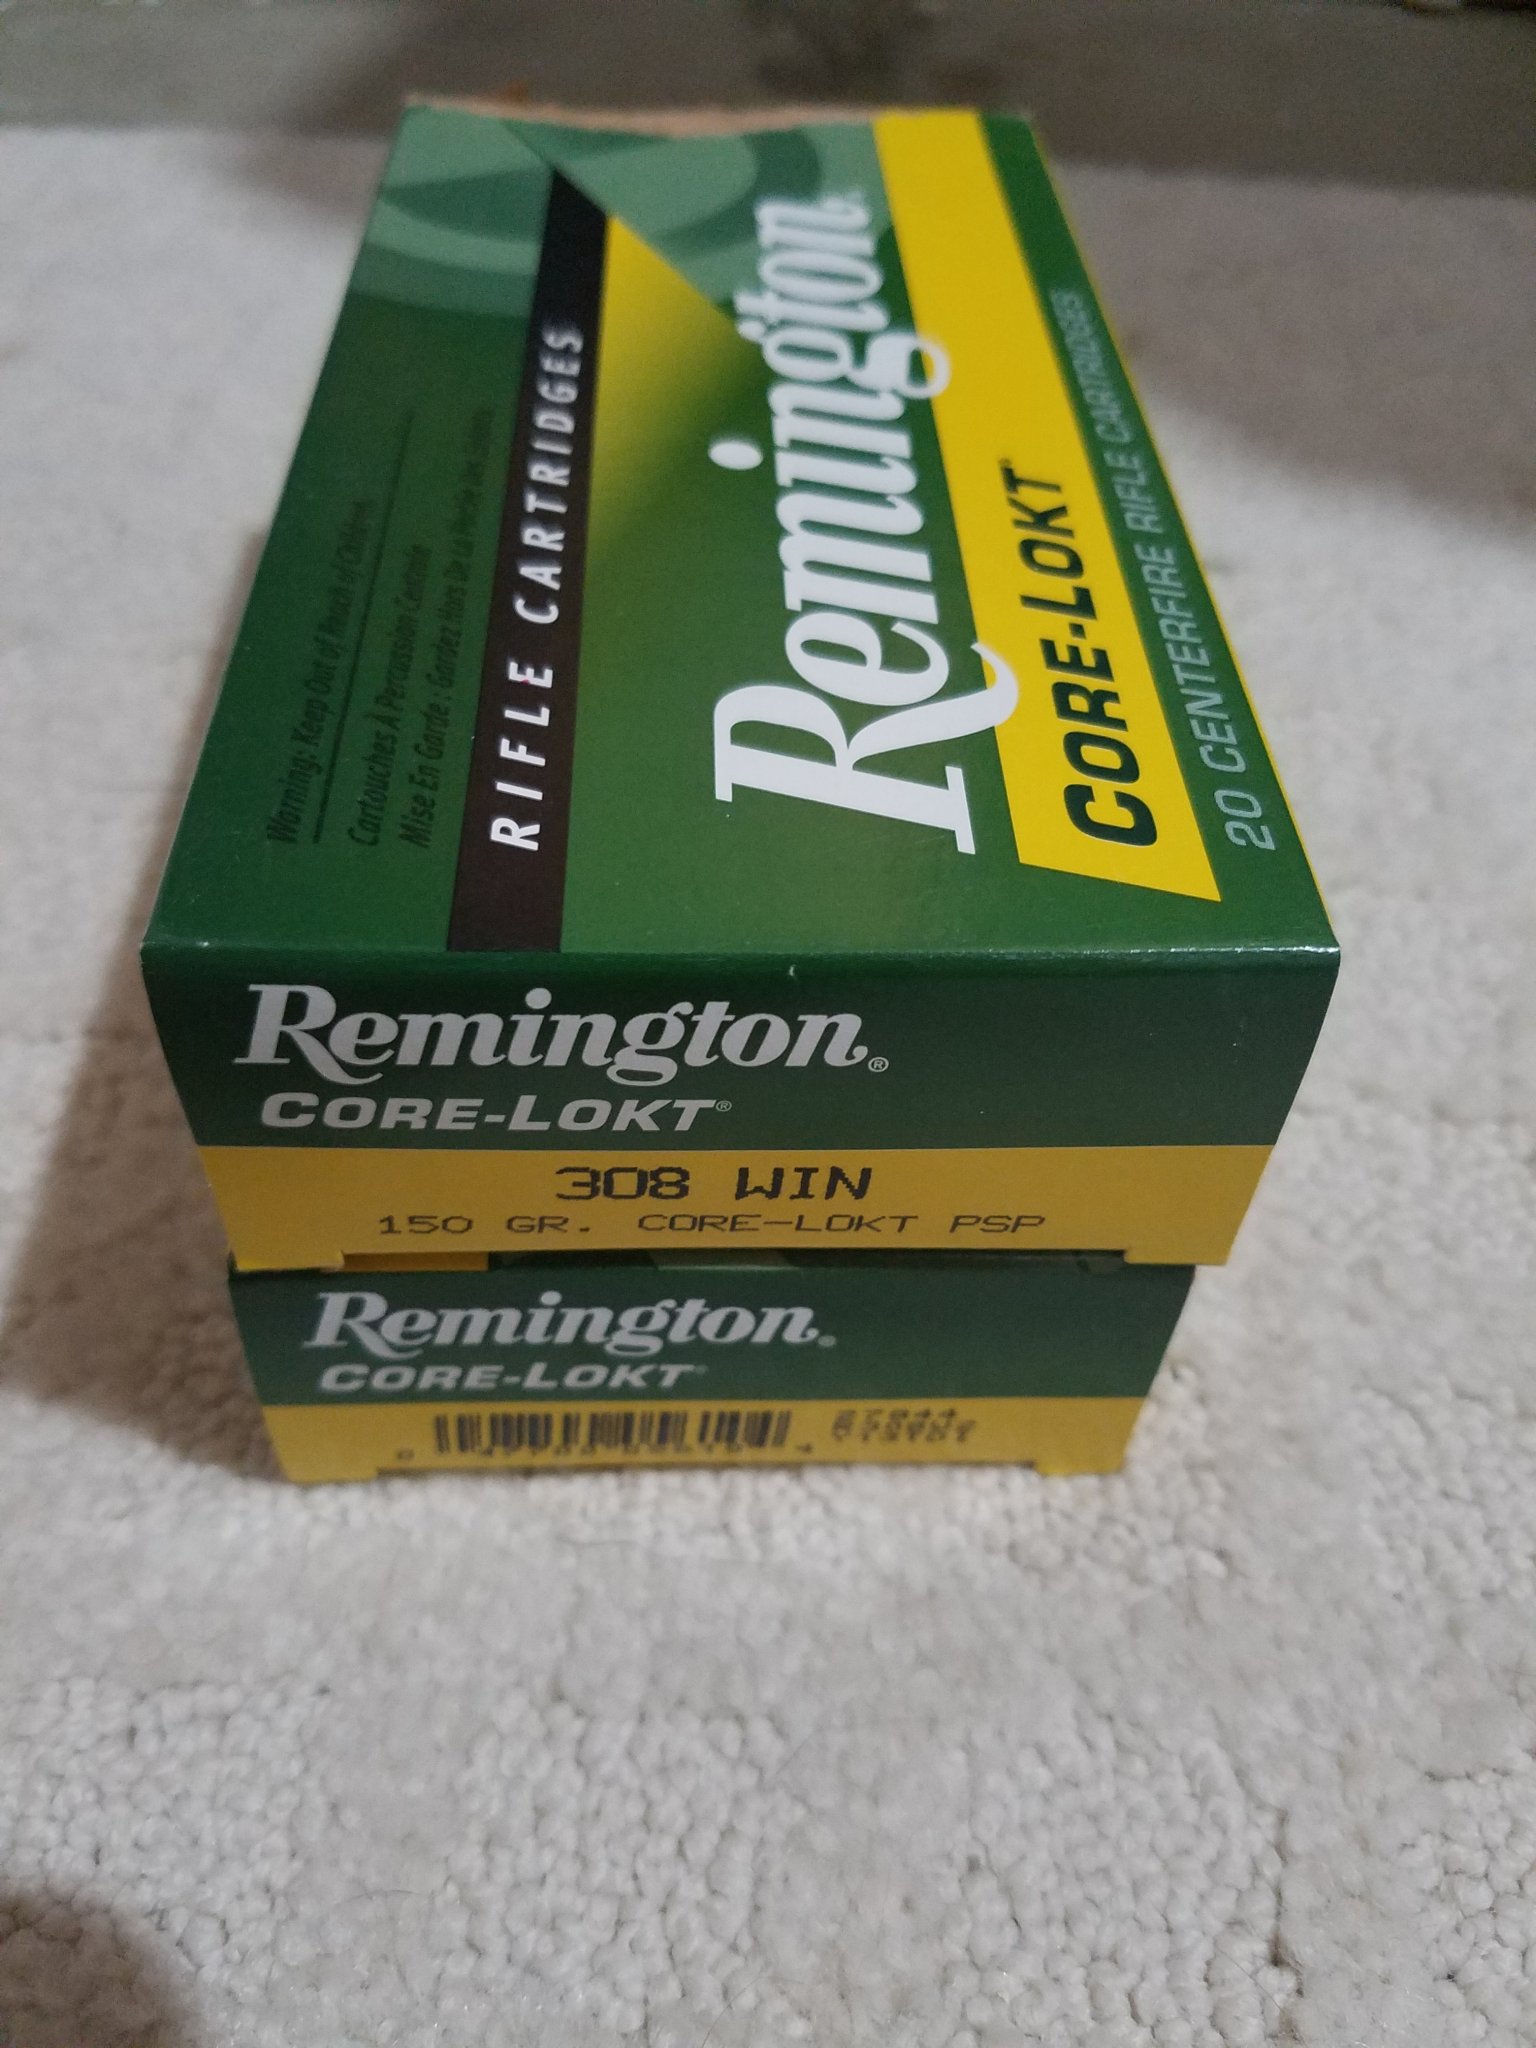 Warning: Keep Out of Reach of Children
Cartouches À Percussion Centrale
Mise En Garde : Gardez Hors De La Portée Des
RIFLE CARTRIDGES
Remington
CORE-LOKT®
20 CENTERFIRE RIFLE CARTRIDGES
Remington®
CORE-LOKT®
308 WIN
150 GR. CORE-LOKT PSP
Remington®
CORE-LOKT®
0 4